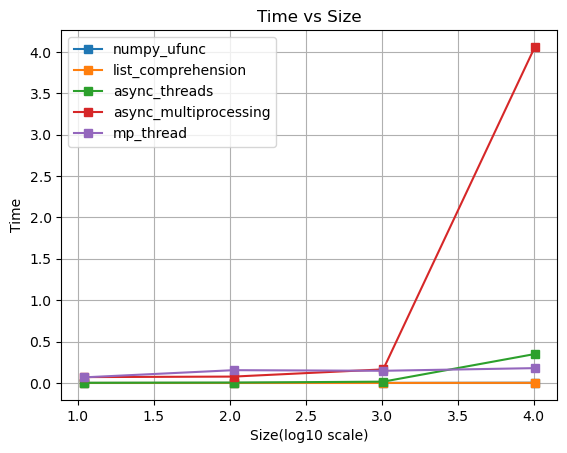 Time vs Size
numpy_ufunc
list_comprehension
async_threads
async_multiprocessing
mp_thread
4.0
3.5
3.0
2.5
2.0
1.5
1.0
0.5
0.0
Time
1.0 1.5 2.0 2.5 3.0 3.5 4.0
Size(log10 scale)